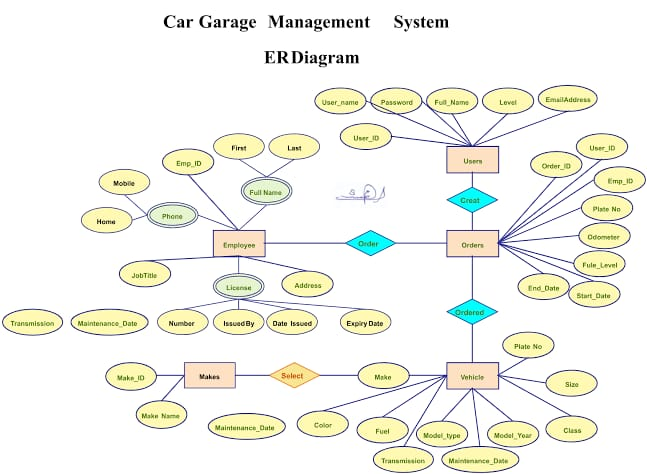 Car Garage Management System
ER Diagram
User_name
Password
Full_Name
Level
EmailAddress
User_ID
Users
First
Last
Emp_ID
Full Name
Mobile
Phone
Home
Creat
Order_ID
User_ID
Emp_ID
Plate No
Odometer
Fule_Level
Start_Date
End_Date
Employee
Order
Orders
JobTitle
License
Address
Number
Issued By
Date Issued
Expiry Date
Transmission
Maintenance_Date
Ordered
Plate No
Make_ID
Makes
Select
Make
Vehicle
Size
Make Name
Maintenance_Date
Color
Fuel
Model_type
Model_Year
Class
Transmission
Maintenance_Date